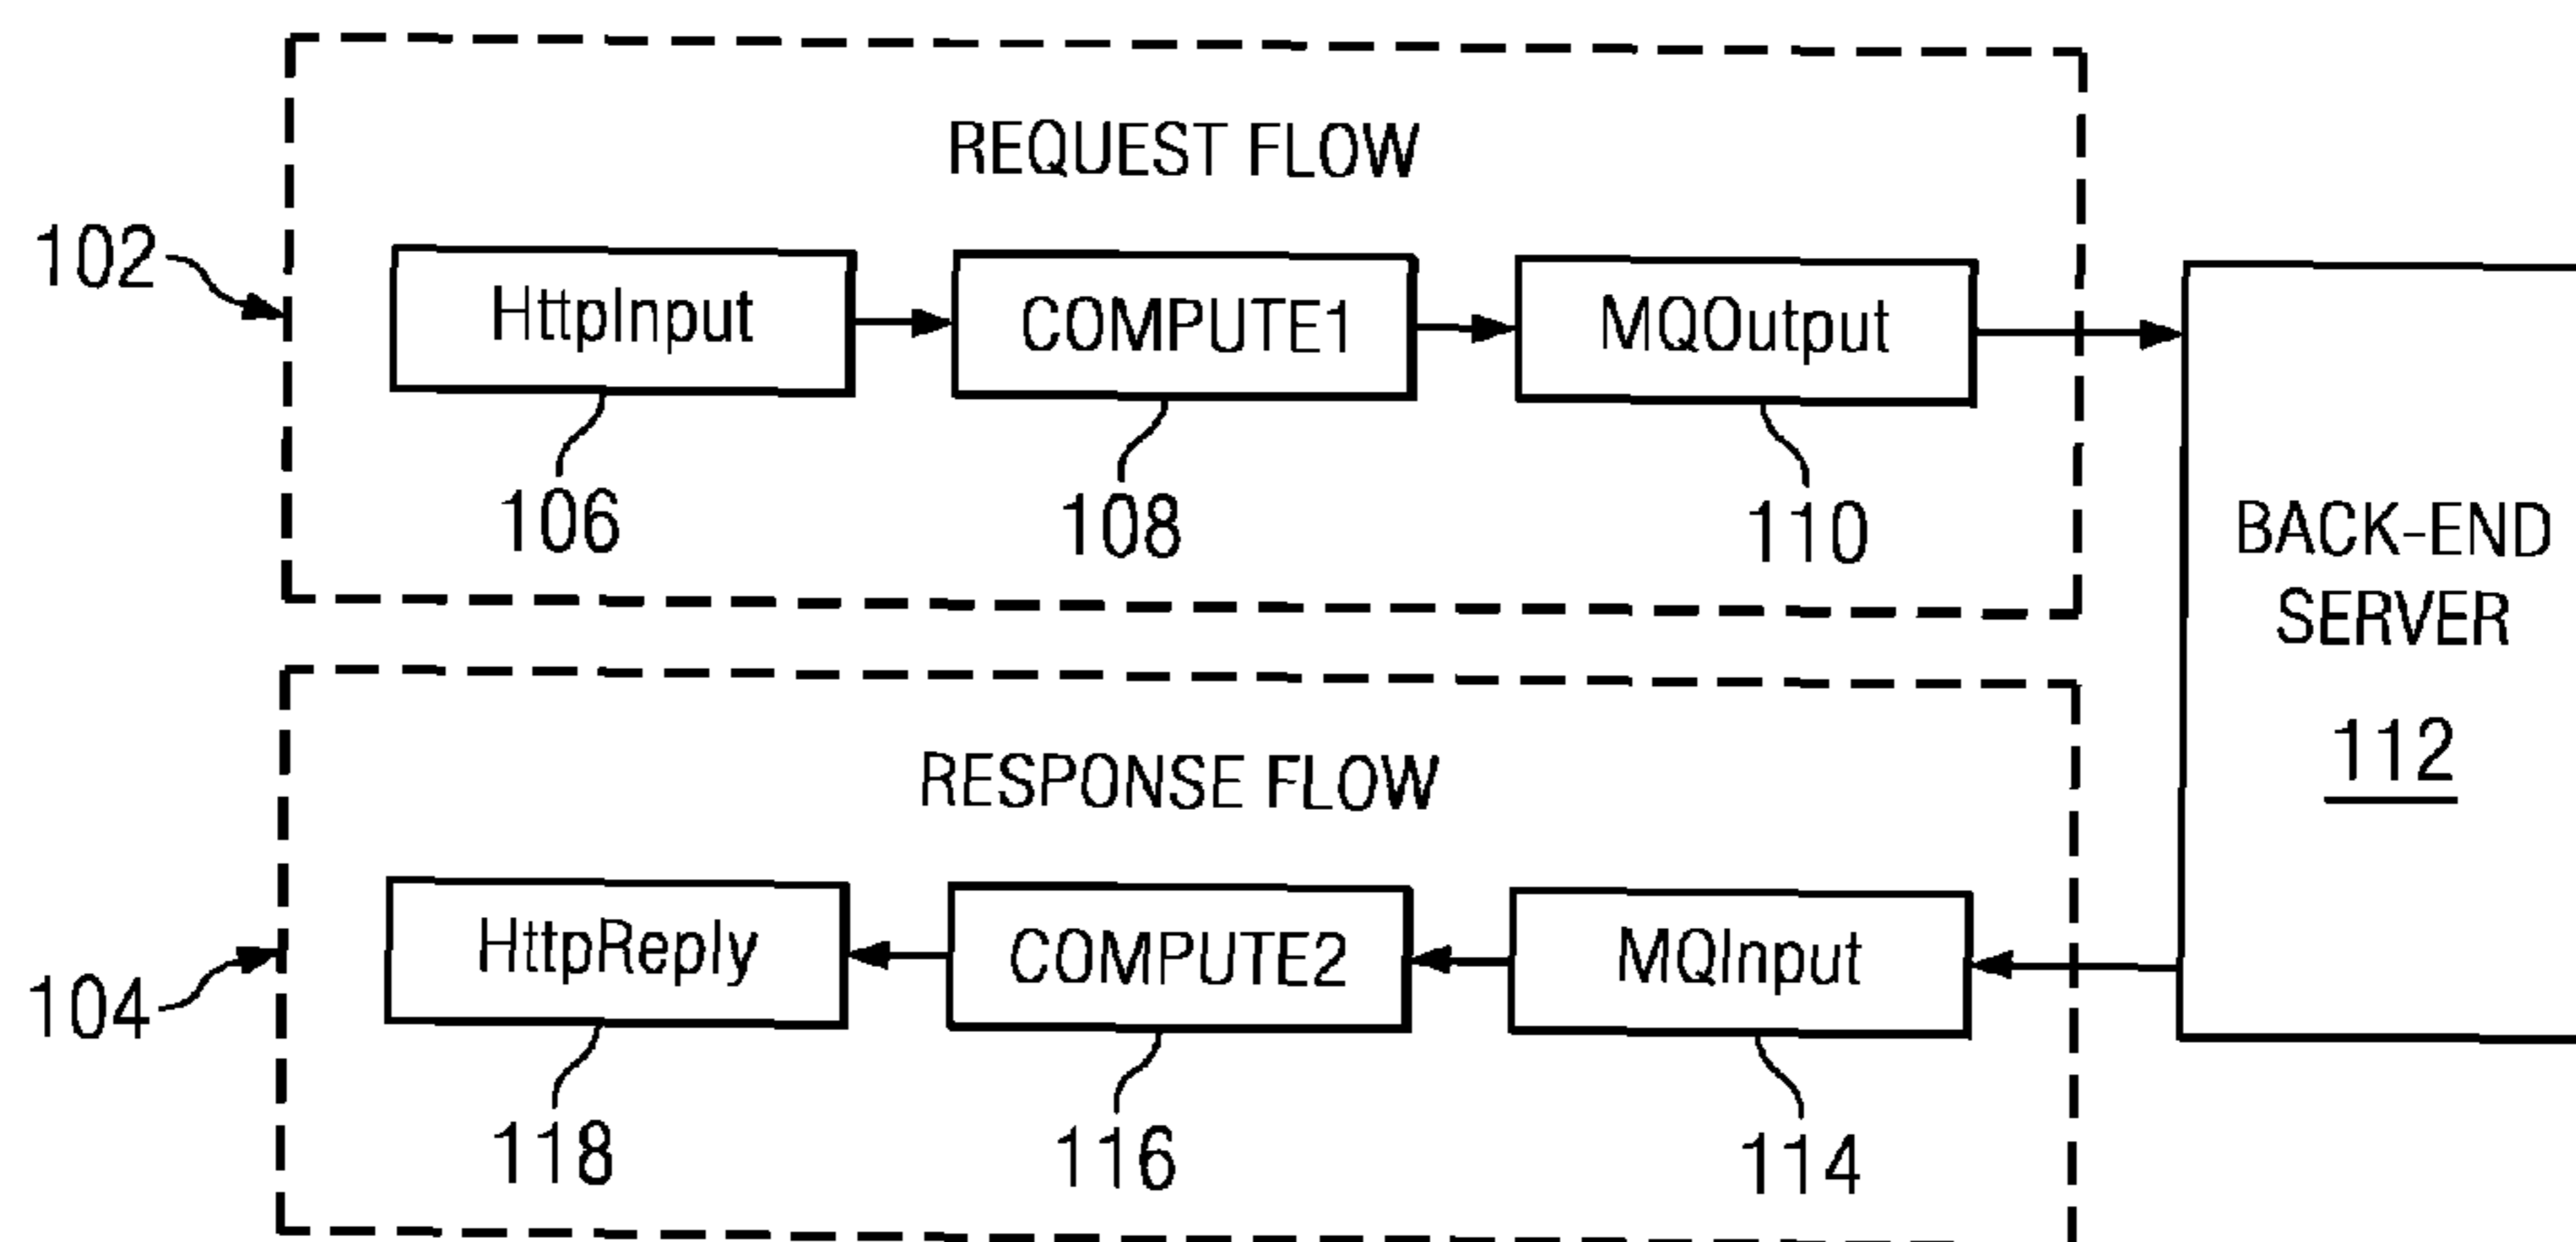 REQUEST FLOW
102
HttpInput
COMPUTE1
MQOutput
106
108
110
BACK-END
SERVER
112
RESPONSE FLOW
HttpReply
COMPUTE2
MQInput
104
118
116
114